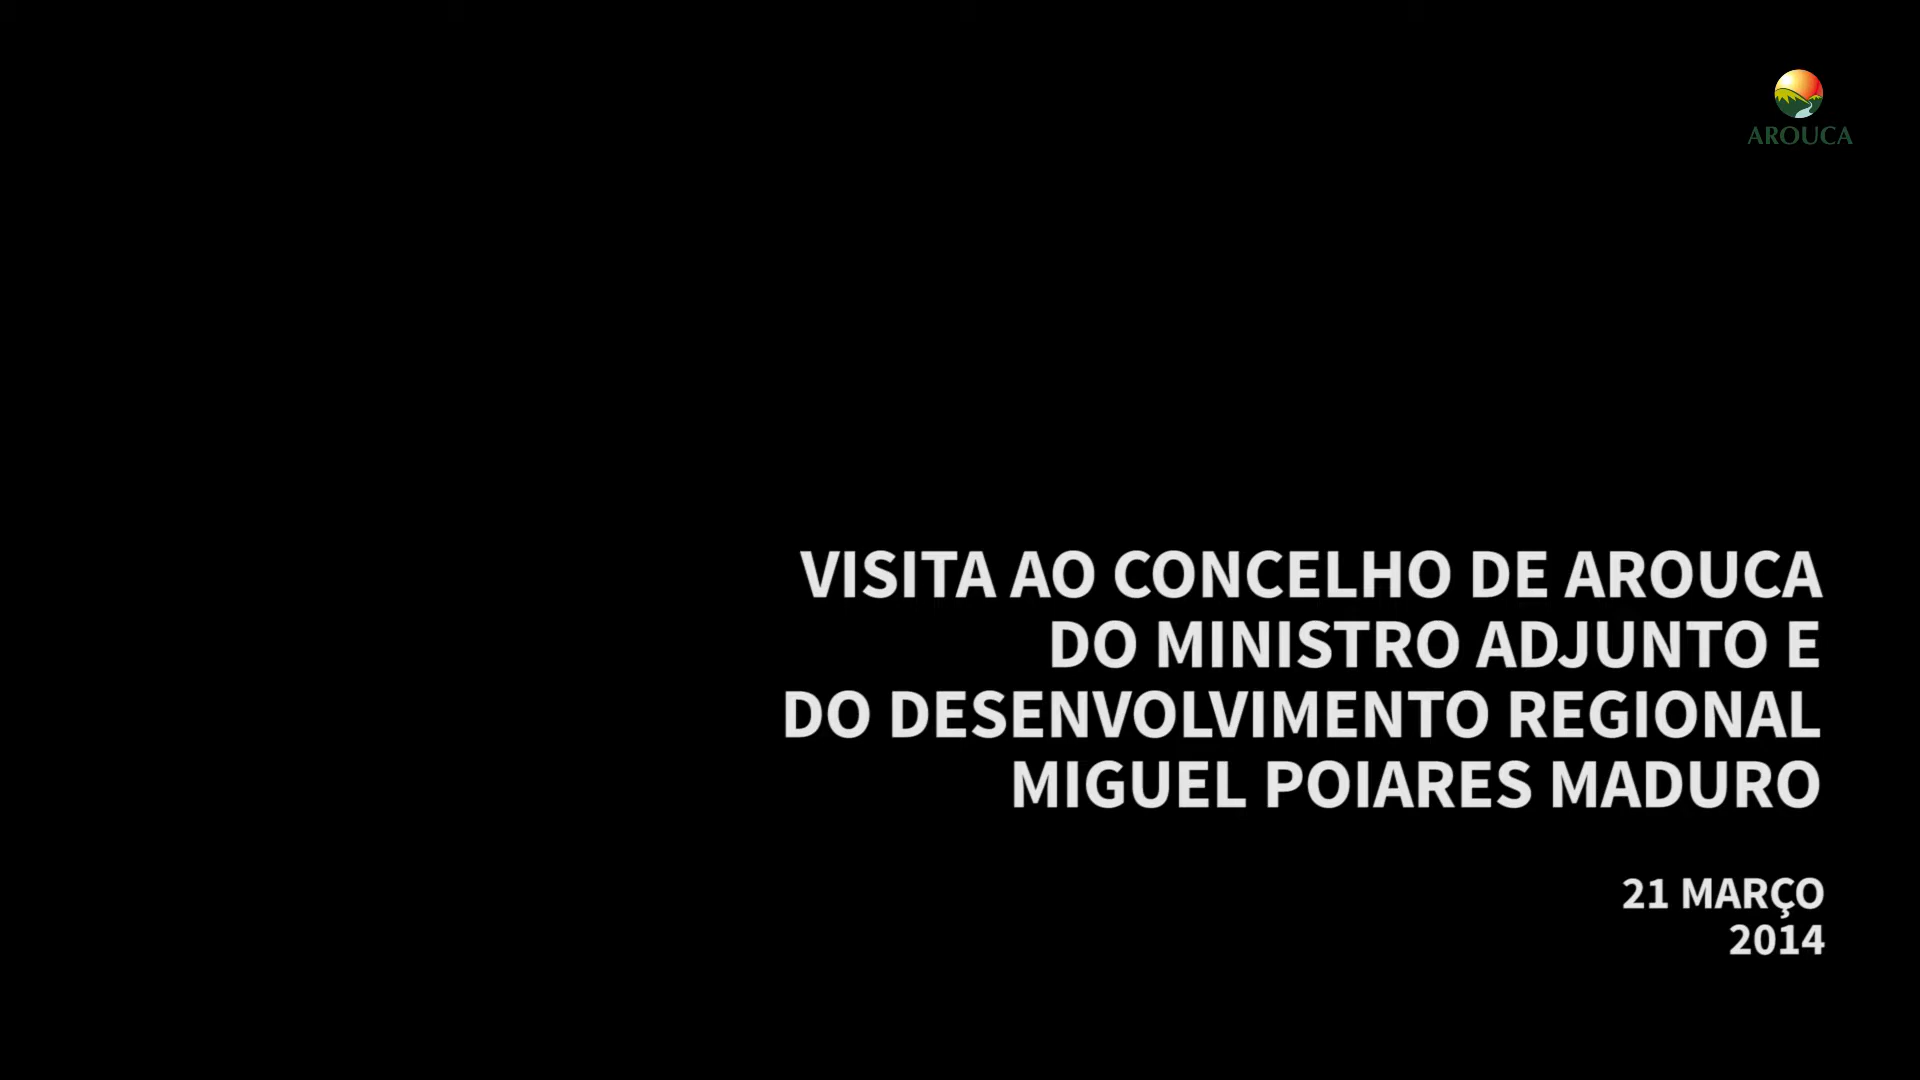 AROUCA
VISITA AO CONCELHO DE AROUCA
DO MINISTRO ADJUNTO E
DO DESENVOLVIMENTO REGIONAL
MIGUEL POIARES MADURO
21 MARÇO
2014